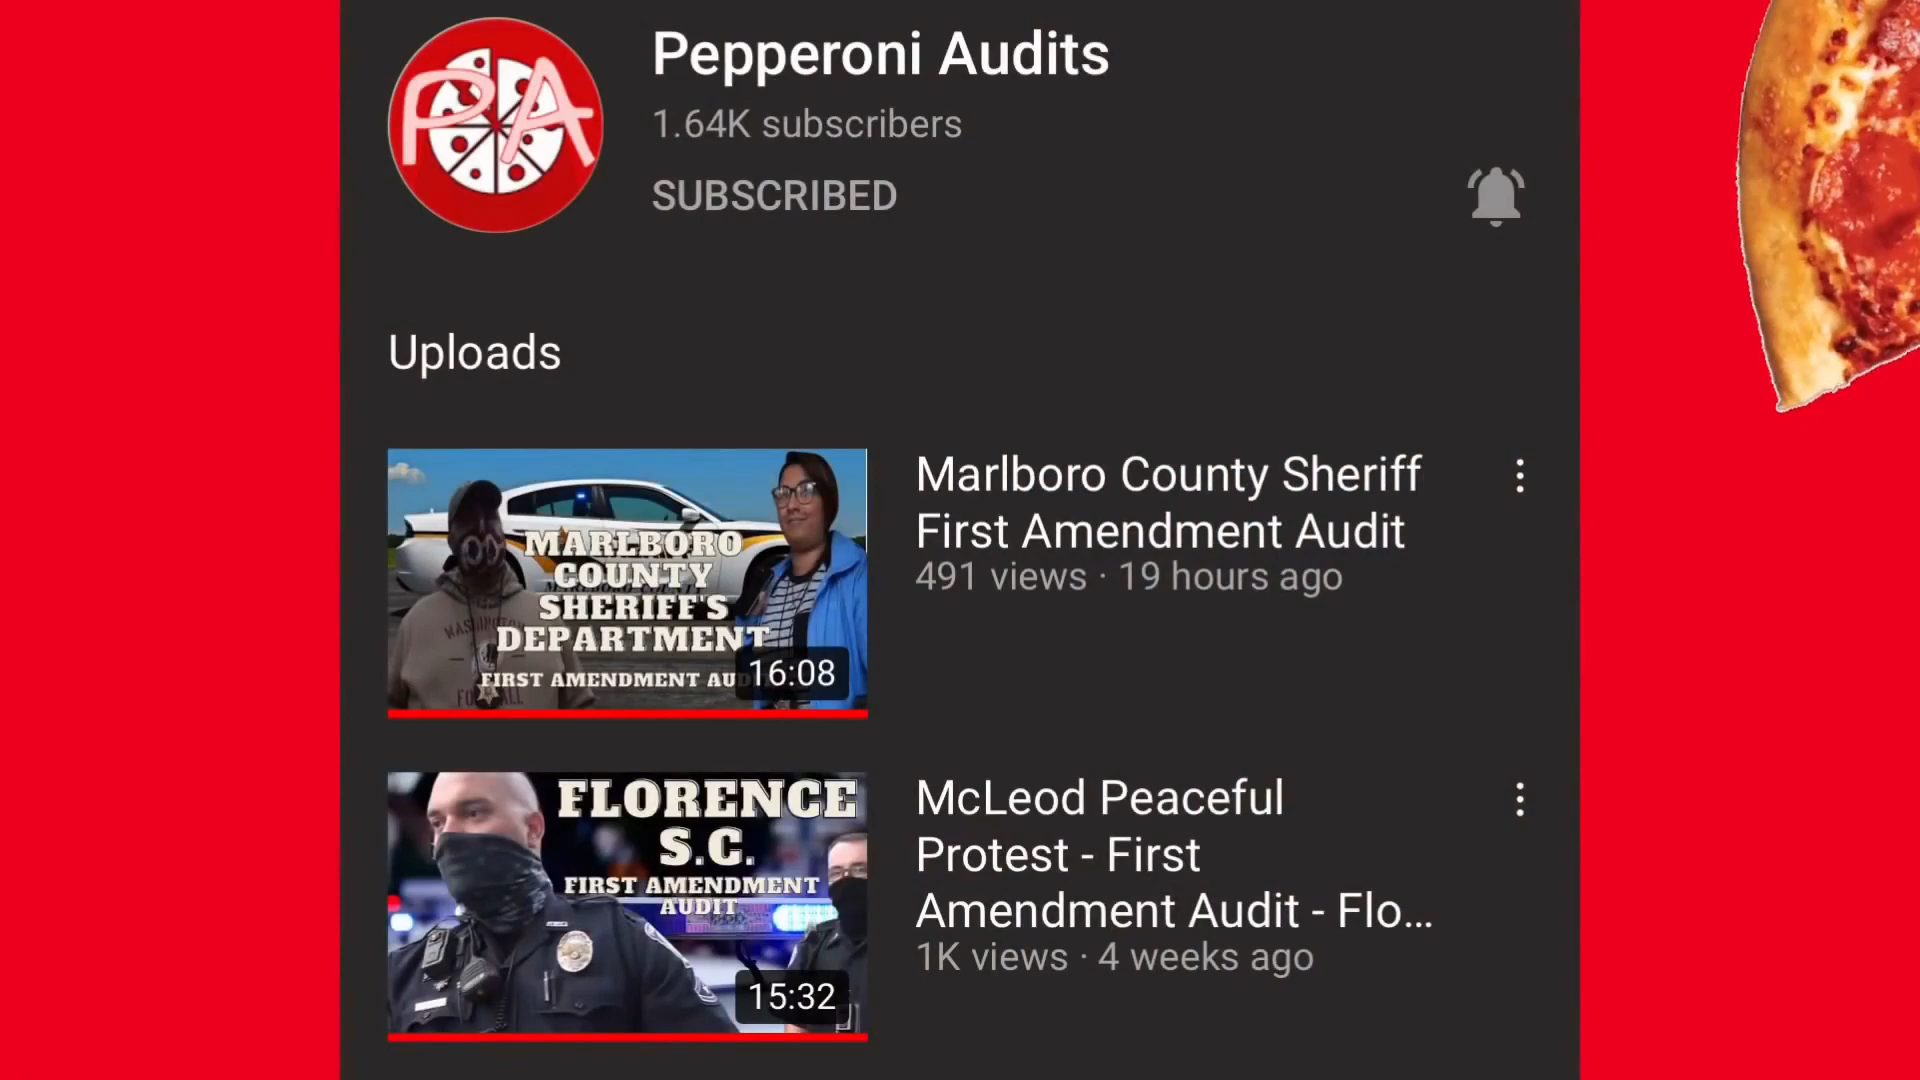 PA
Pepperoni Audits
1.64K subscribers
SUBSCRIBED
Uploads
MARLBORO
COUNTY
SHERIFF'S
DEPARTMENT
FIRST AMENDMENT AU
16:08
Marlboro County Sheriff
First Amendment Audit
491 views · 19 hours ago
FLORENCE
S.C.
FIRST AMENDMENT
AUDIT
15:32
McLeod Peaceful
Protest - First
Amendment Audit - Flo...
1K views · 4 weeks ago